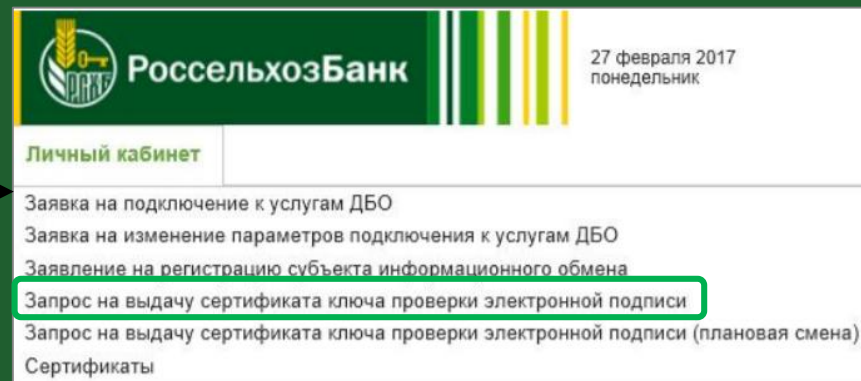 РСХБ
РоссельхозБанк
27 февраля 2017
понедельник
Личный кабинет
Заявка на подключение к услугам ДБО
Заявка на изменение параметров подключения к услугам ДБО
Заявление на регистрацию субъекта информационного обмена
Запрос на выдачу сертификата ключа проверки электронной подписи
Запрос на выдачу сертификата ключа проверки электронной подписи (плановая смена)
Сертификаты